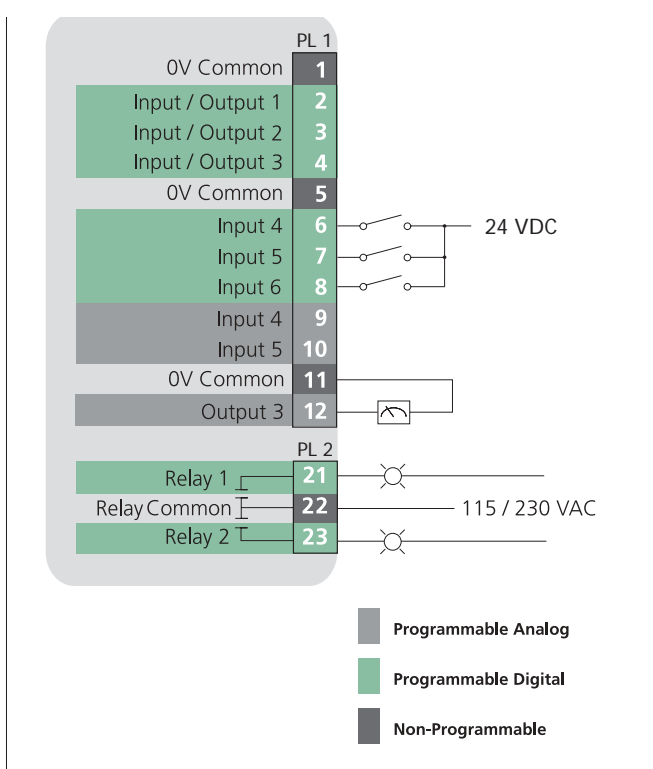 PL 1
0V Common 1
Input / Output 1 2
Input / Output 2 3
Input / Output 3 4
0V Common 5
Input 4 6 24 VDC
Input 5 7
Input 6 8
Input 4 9
Input 5 10
0V Common 11
Output 3 12
PL 2
Relay 1 21
Relay Common 22 115 / 230 VAC
Relay 2 23
Programmable Analog
Programmable Digital
Non-Programmable